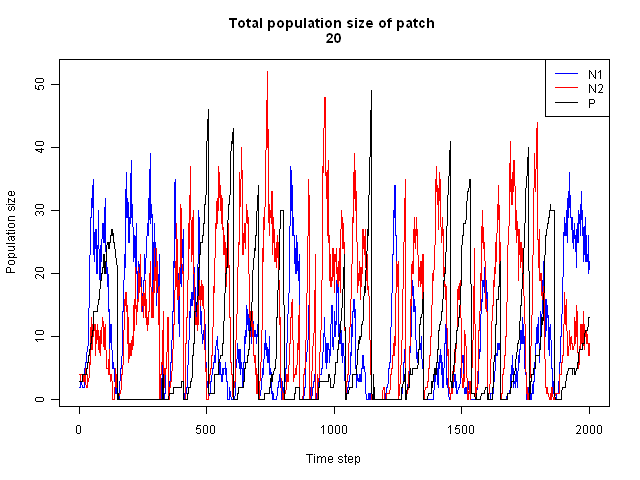 Total population size of patch
20
N1
N2
P
Population size
50
40
30
20
10
0
0 500 1000 1500 2000
Time step